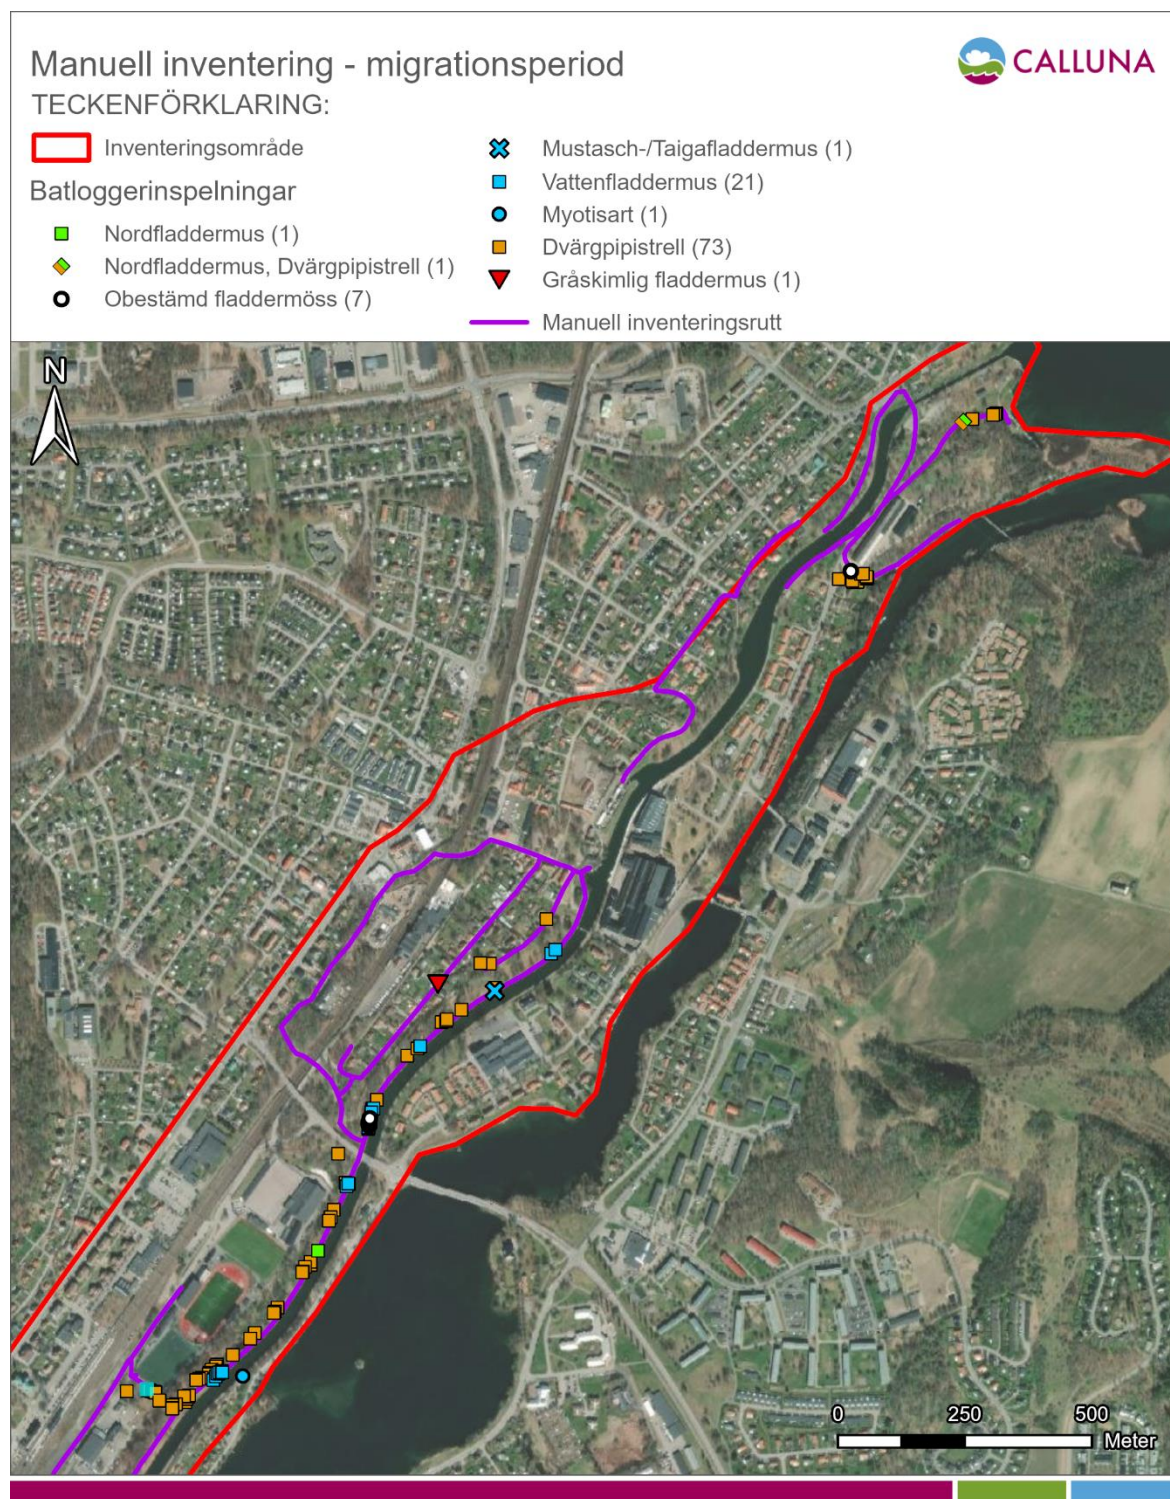 Manuell inventering - migrationsperiod
CALLUNA
TECKENFÖRKLARING:
Inventeringsområde
Batloggerinspelningar
Nordfladdermus (1)
Nordfladdermus, Dvärgpipistrell (1)
Obestämd fladdermöss (7)
Mustasch-/Taigafladdermus (1)
Vattenfladdermus (21)
Myotisart (1)
Dvärgpipistrell (73)
Gråskimlig fladdermus (1)
Manuell inventeringsrutt
N
0 250 500
Meter